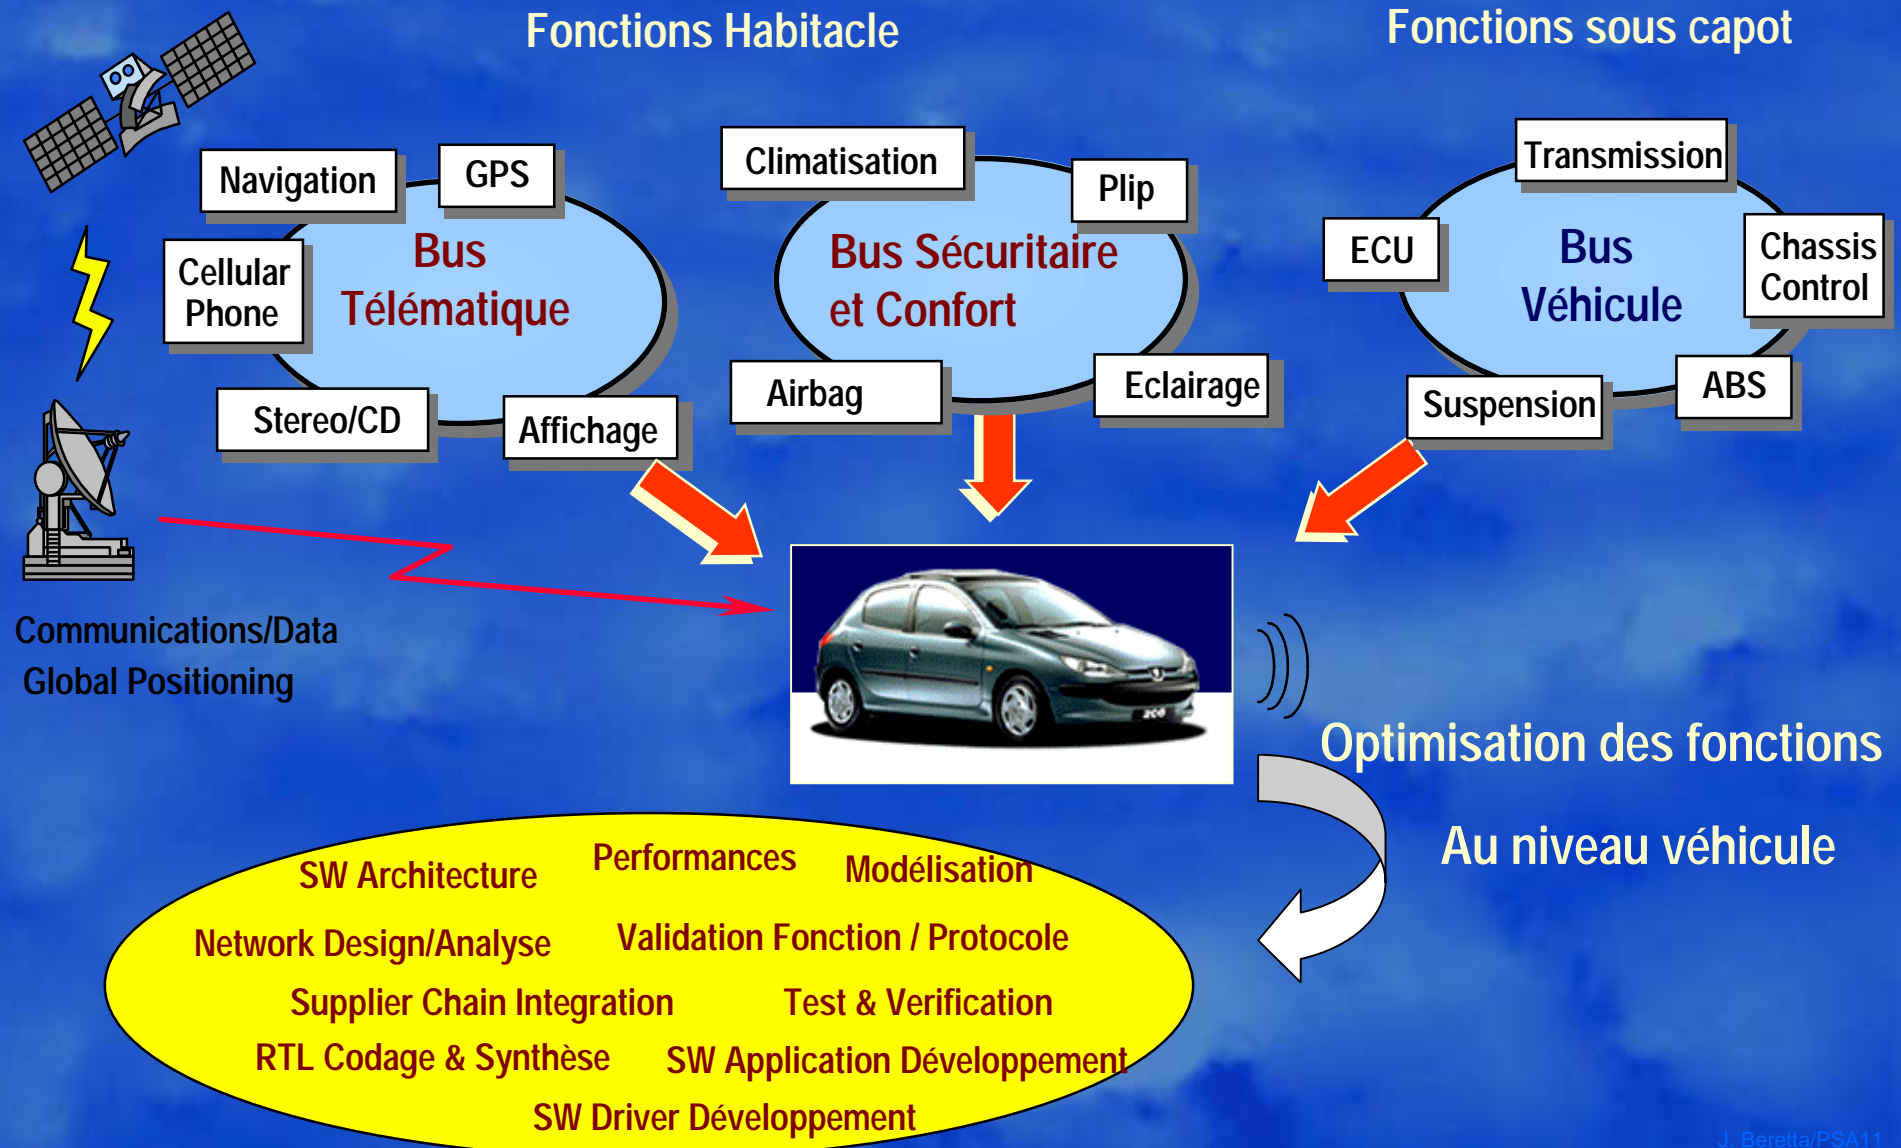 Fonctions Habitacle
Fonctions sous capot
Navigation
GPS
Cellular
Phone
Bus
Télématique
Stereo/CD
Affichage
Climatisation
Plip
Bus Sécuritaire
et Confort
Airbag
Eclairage
Transmission
ECU
Bus
Véhicule
Chassis
Control
Suspension
ABS
Communications/Data
Global Positioning
206
Optimisation des fonctions
Au niveau véhicule
SW Architecture
Performances
Modélisation
Network Design/Analyse
Validation Fonction / Protocole
Supplier Chain Integration
Test & Verification
RTL Codage & Synthèse
SW Application Développement
SW Driver Développement
J. Beretta/PSA11